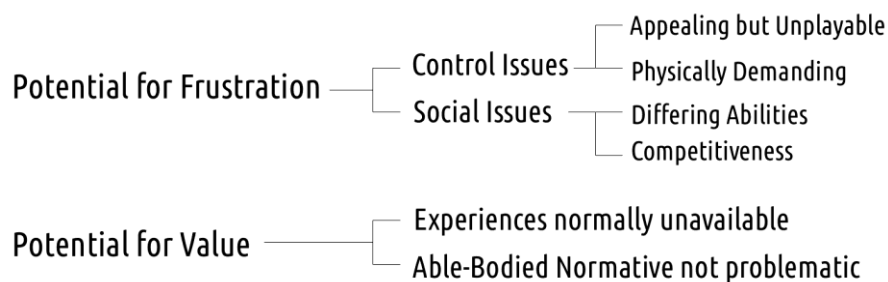 Potential for Frustration
Control Issues
Appealing but Unplayable
Physically Demanding
Social Issues
Differing Abilities
Competitiveness
Potential for Value
Experiences normally unavailable
Able-Bodied Normative not problematic